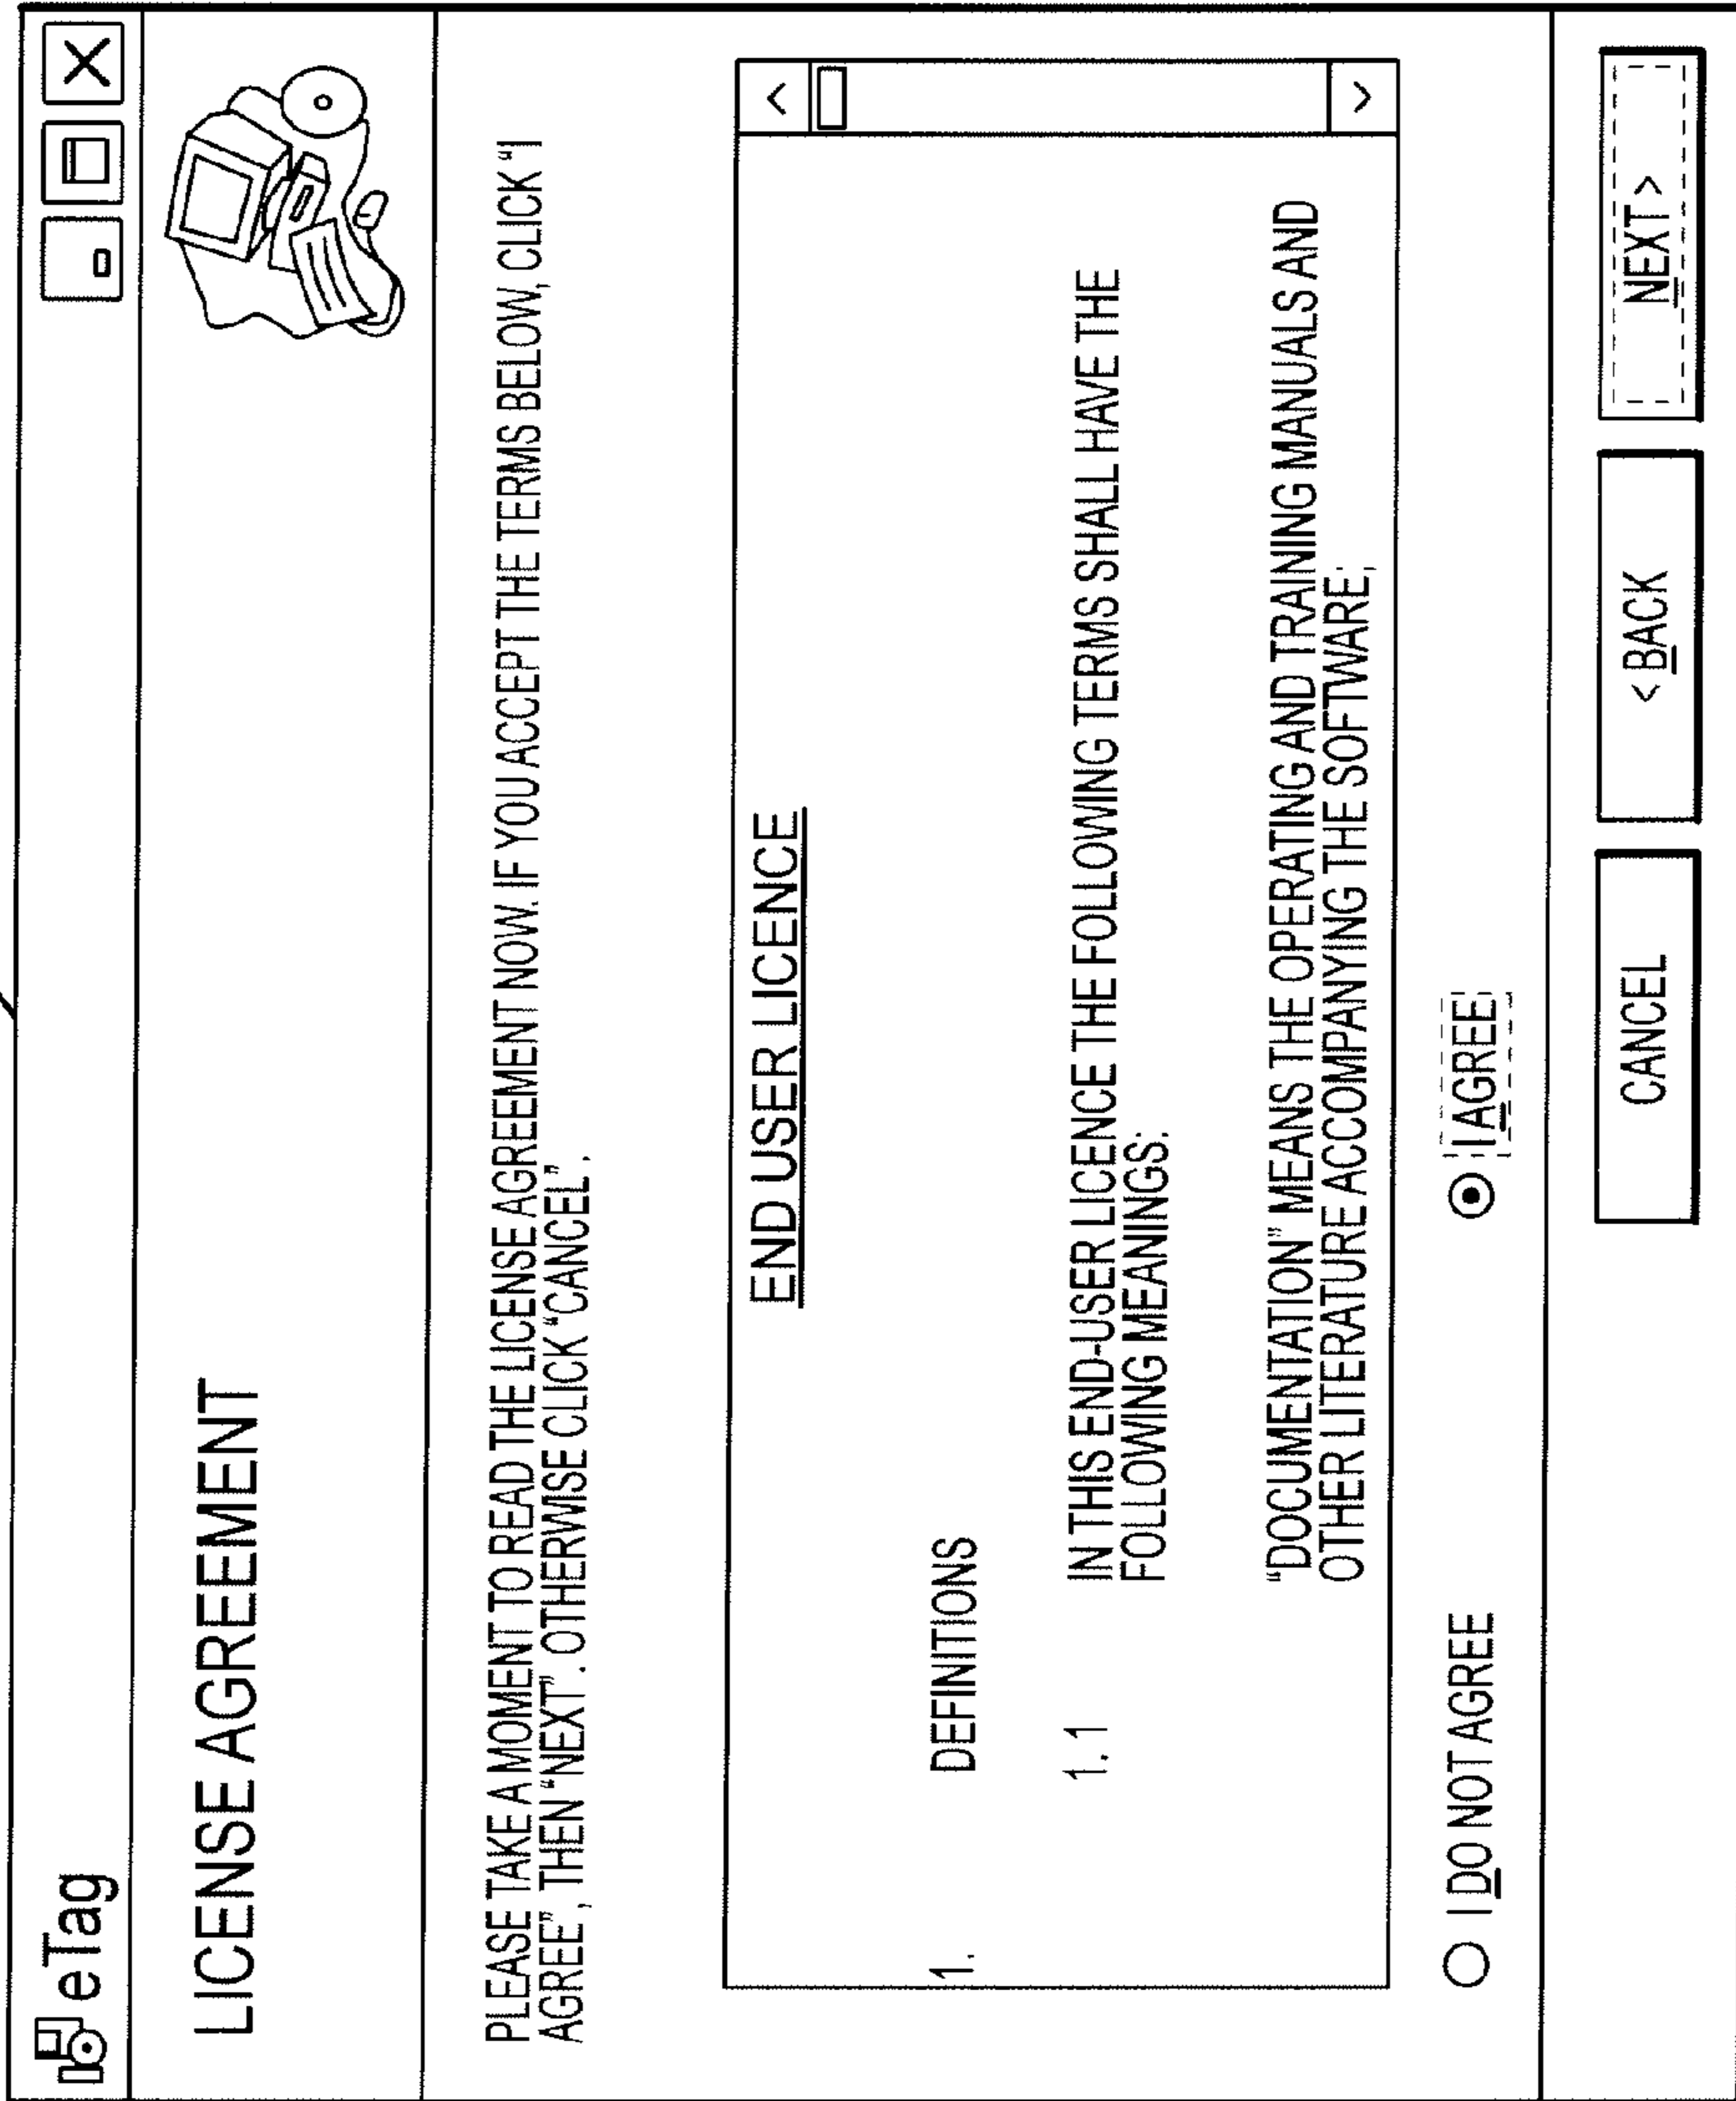 eTag
LICENSE AGREEMENT
PLEASE TAKE A MOMENT TO READ THE LICENSE AGREEMENT NOW. IF YOU ACCEPT THE TERMS BELOW, CLICK "I
AGREE", THEN "NEXT". OTHERWISE CLICK "CANCEL".
END USER LICENCE
1. DEFINITIONS
1.1 IN THIS END-USER LICENCE THE FOLLOWING TERMS SHALL HAVE THE
FOLLOWING MEANINGS:
"DOCUMENTATION" MEANS THE OPERATING AND TRAINING MANUALS AND
OTHER LITERATURE ACCOMPANYING THE SOFTWARE;
I DO NOT AGREE I AGREE
CANCEL < BACK NEXT >